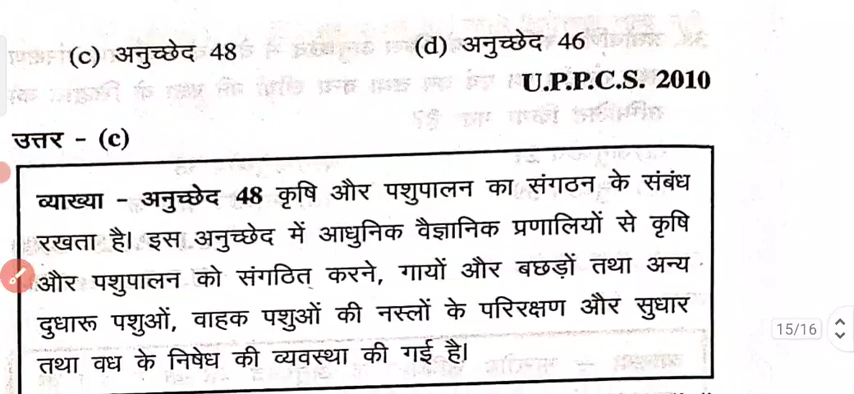 (c) अनुच्छेद 48 (d) अनुच्छेद 46
U.P.P.C.S. 2010
उत्तर - (c)
व्याख्या - अनुच्छेद 48 कृषि और पशुपालन का संगठन के संबंध
रखता है। इस अनुच्छेद में आधुनिक वैज्ञानिक प्रणालियों से कृषि
और पशुपालन को संगठित् करने, गायों और बछड़ों तथा अन्य
दुधारू पशुओं, वाहक पशुओं की नस्लों के परिरक्षण और सुधार
तथा वध के निषेध की व्यवस्था की गई है।
15/16